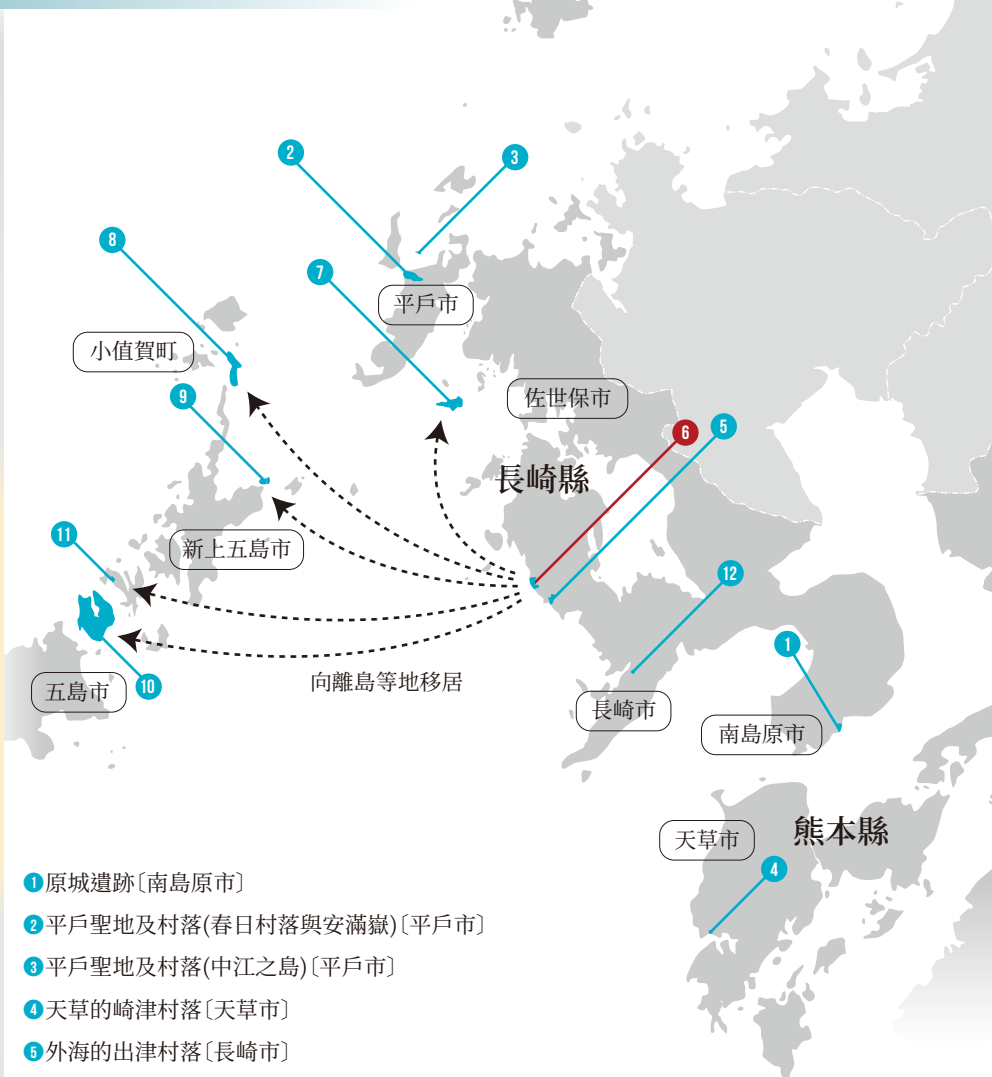 2
3
8
7
平戶市
小值賀町
9
佐世保市
6
5
長崎縣
11
新上五島市
12
1
向離島等地移居
五島市
10
長崎市
南島原市
熊本縣
天草市
4
1原城遺跡〔南島原市〕
2平戶聖地及村落(春日村落與安滿嶽)〔平戶市〕
3平戶聖地及村落(中江之島)〔平戶市〕
4天草的崎津村落〔天草市〕
5外海的出津村落〔長崎市〕